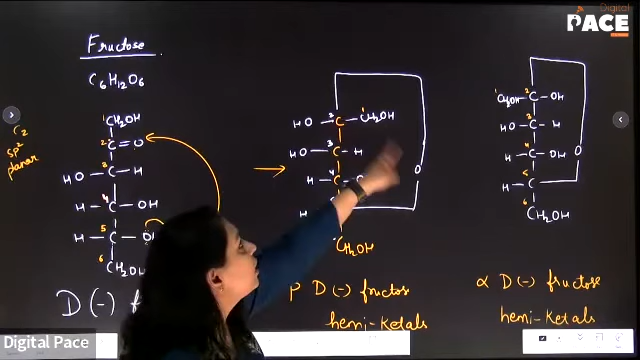 Digital
PACE
Fructose
C6H12O6
C2
sp2
planar
1CH2OH
2C=O
HO 3C-H
H 4C-OH
H 5C-OH
6CH2OH
D (-)
HO 2C-1CH2OH
HO 3C-H
H 4C
O
H
CH2OH
β D (-) fructose
hemi-ketals
1CH2OH 2C-OH
HO 3C-H
H 4C-OH
O
H 5C
6CH2OH
α D (-) fructose
hemi-ketals
Digital Pace